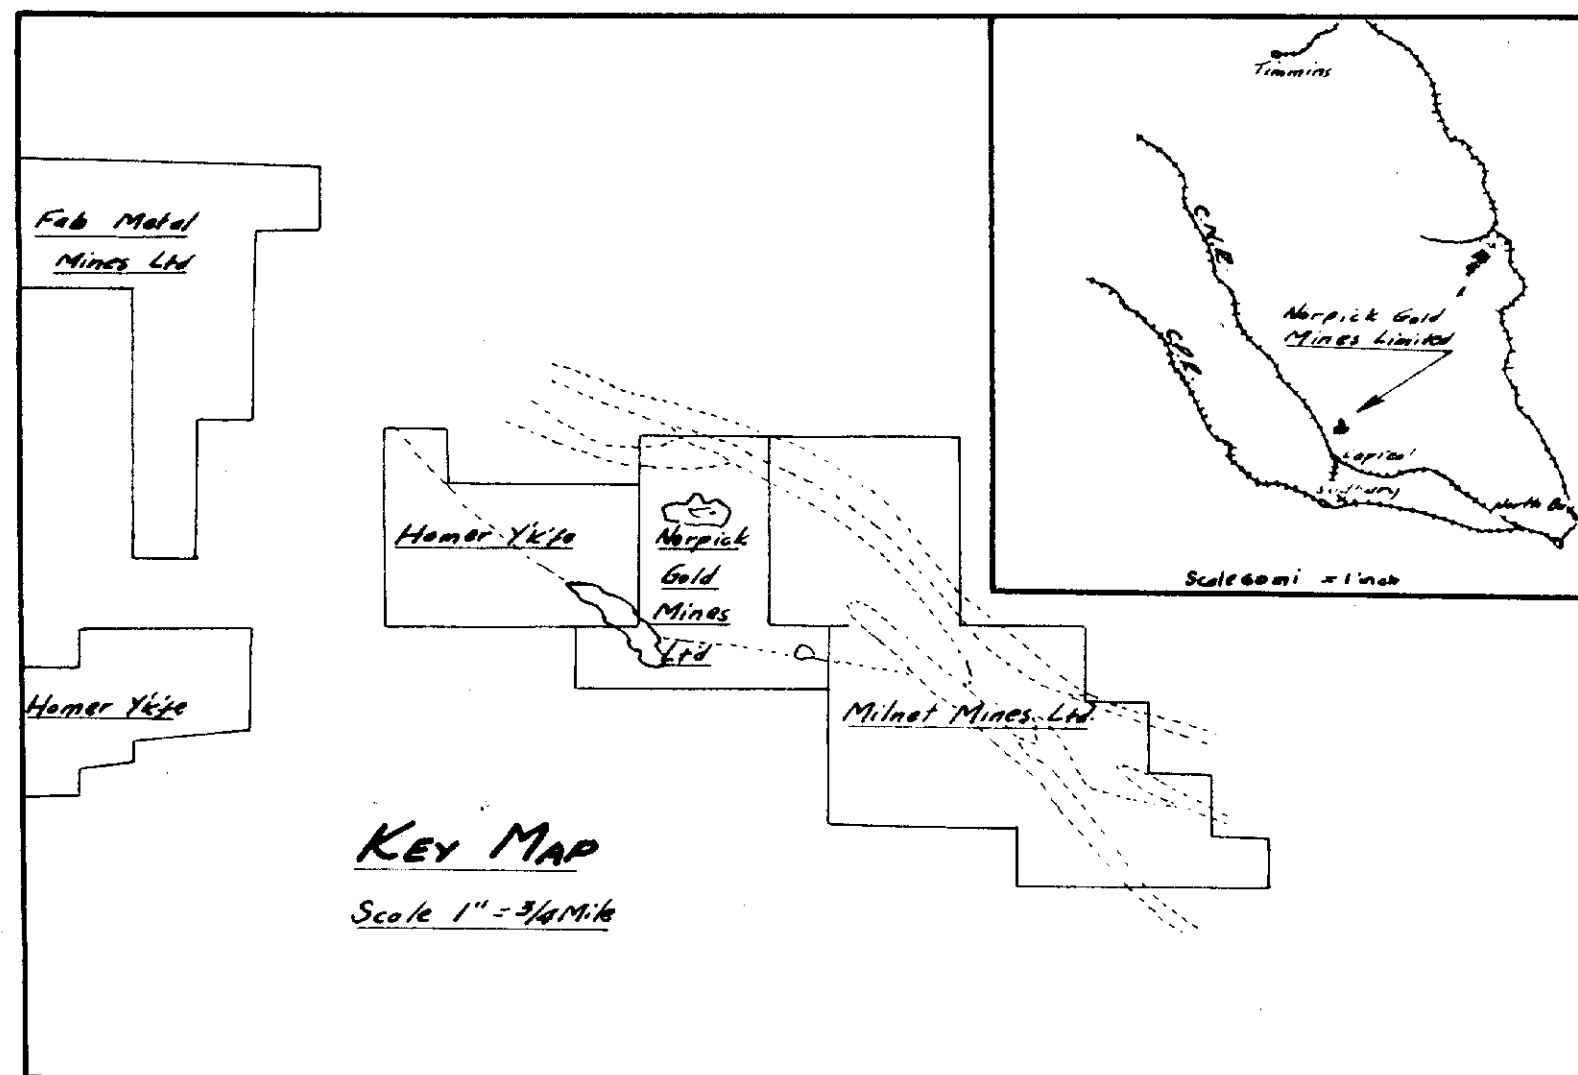 Timmins
C.N.R.
C.P.R.
Norpick Gold
Mines Limited
Capreol
Sudbury
North Bay
Scale 60 mi = 1 inch
Fab Metal
Mines Ltd
Homer Yk'fe
Norpick
Gold
Mines
Ltd
Homer Yk'fe
Milnet Mines Ltd.
KEY MAP
Scale 1" = 3/4 Mile